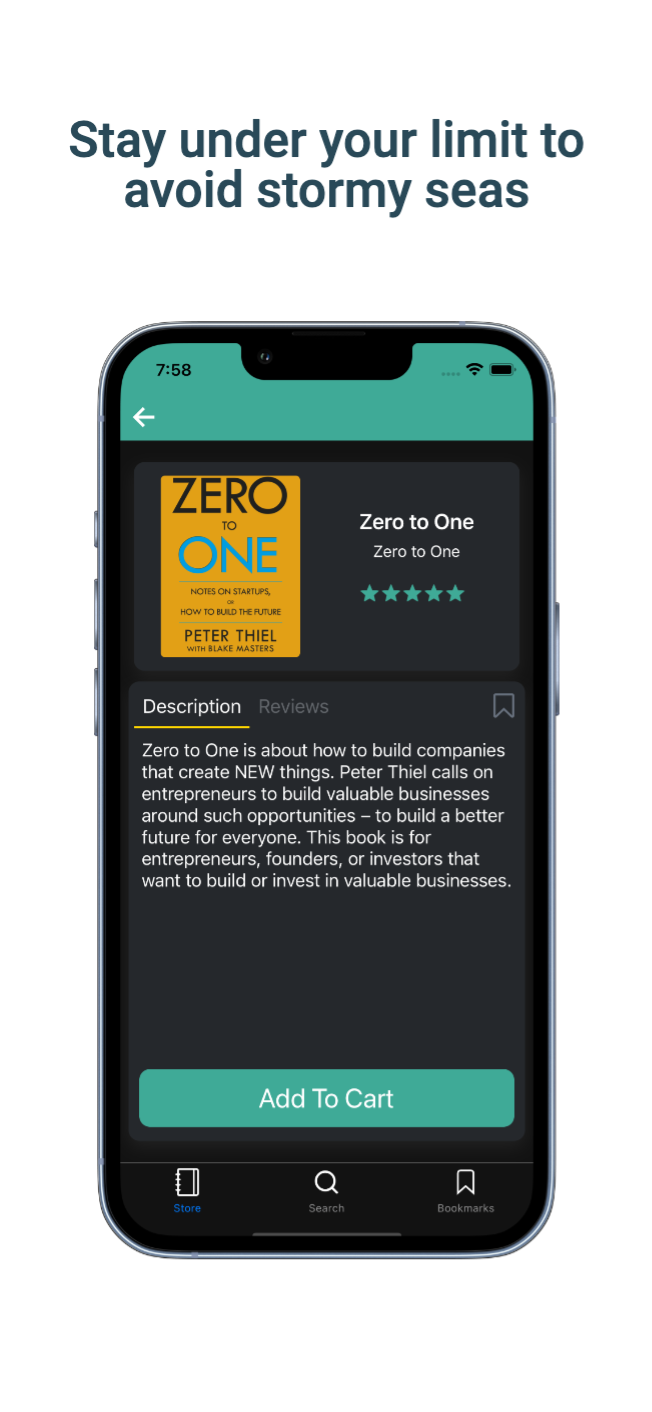 Stay under your limit to
avoid stormy seas
7:58
ZERO
TO
ONE
NOTES ON STARTUPS,
OR
HOW TO BUILD THE FUTURE
PETER THIEL
WITH BLAKE MASTERS
Zero to One
Zero to One
Description Reviews
Zero to One is about how to build companies
that create NEW things. Peter Thiel calls on
entrepreneurs to build valuable businesses
around such opportunities – to build a better
future for everyone. This book is for
entrepreneurs, founders, or investors that
want to build or invest in valuable businesses.
Add To Cart
Store Search Bookmarks